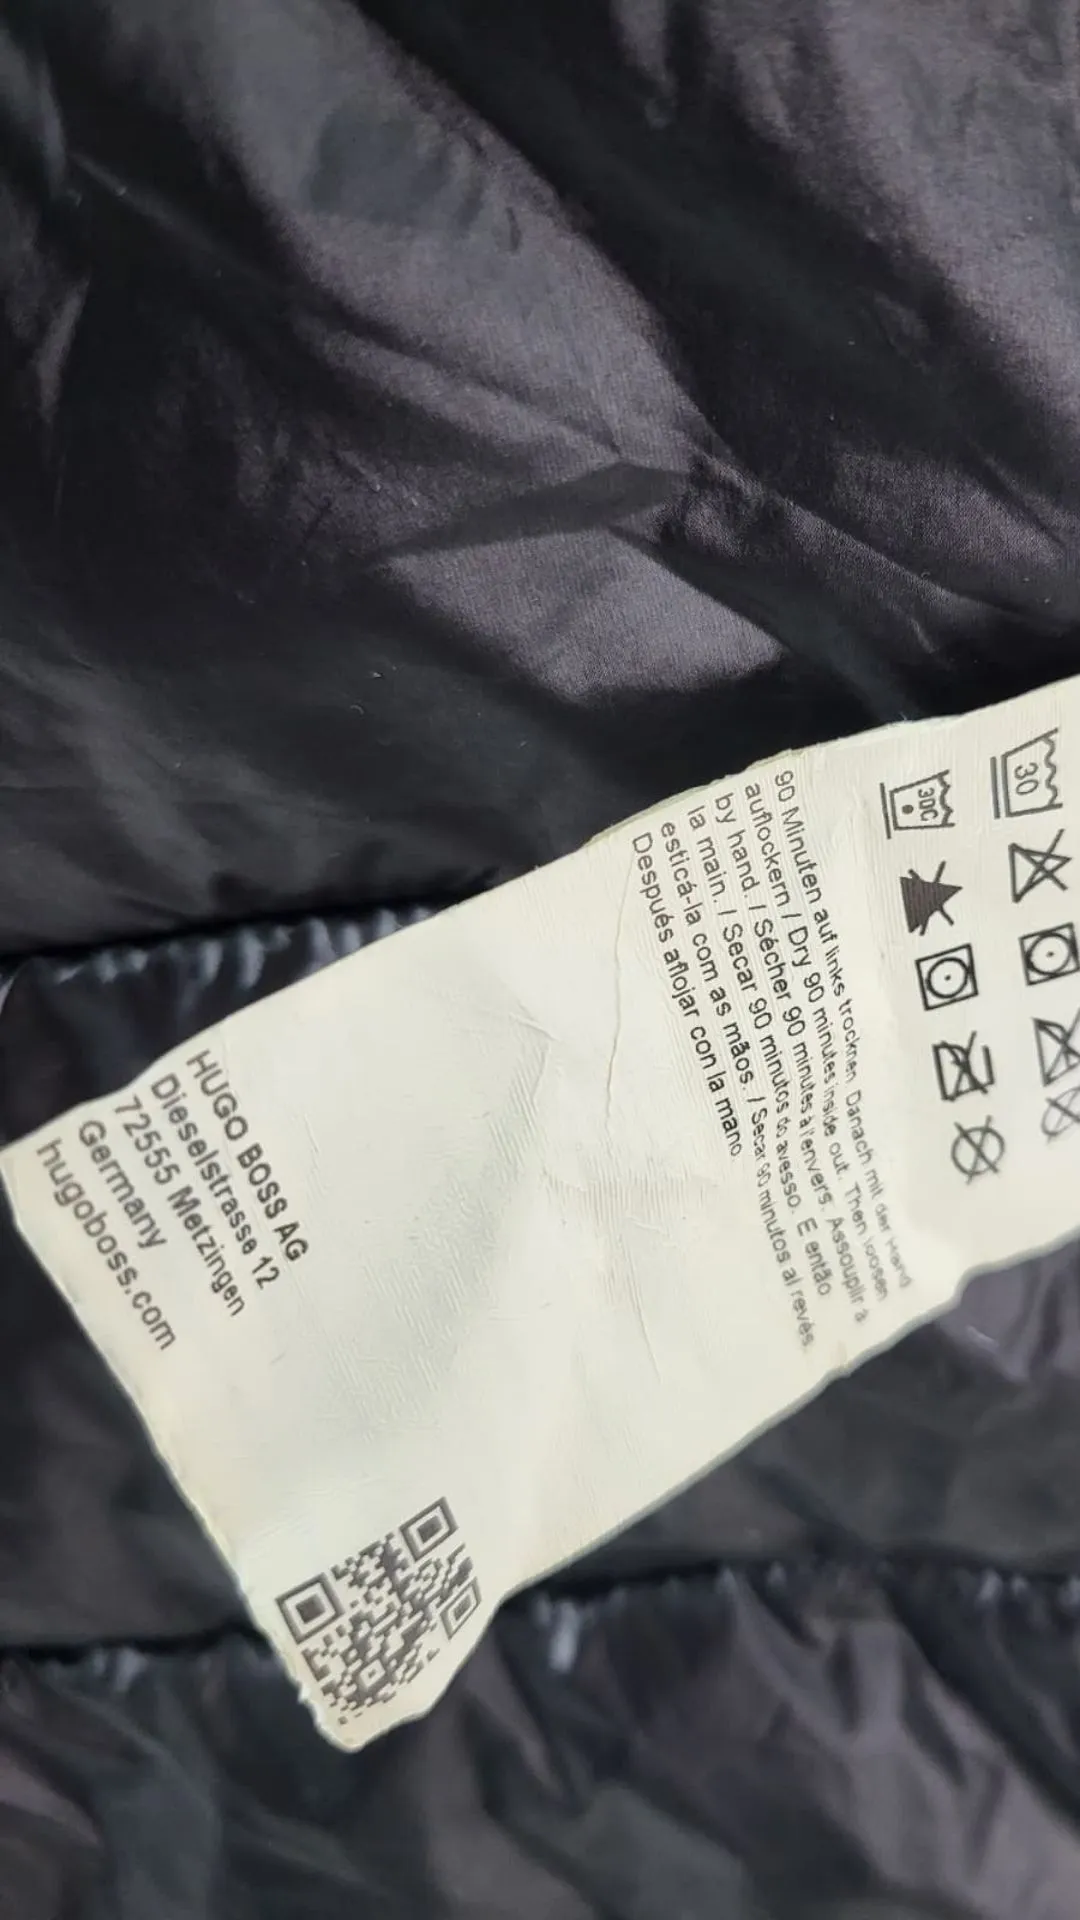 30
30C
90 Minuten auf links trocknen. Danach mit der Hand
auflockern / Dry 90 minutes inside out. Then loosen
by hand. / Sécher 90 minutes à l'envers. Assouplir à
la main. / Secar 90 minutos do avesso. E então
esticá-la com as mãos. / Secar 90 minutos al revés.
Después aflojar con la mano.
HUGO BOSS AG
Dieselstrasse 12
72555 Metzingen
Germany
hugoboss.com